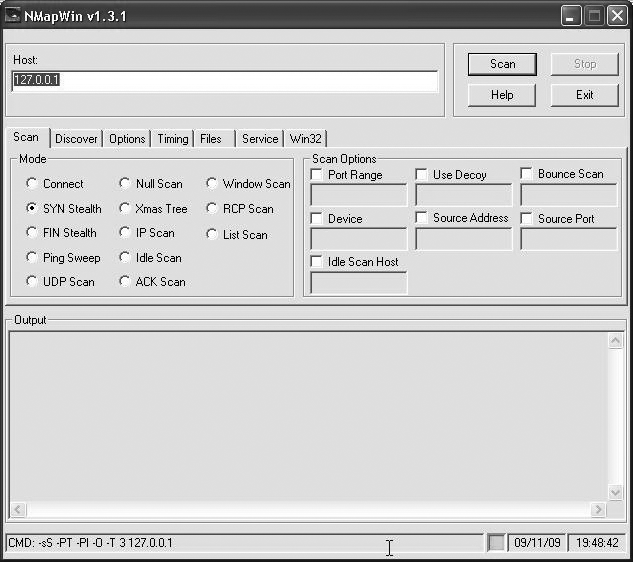 NMapWin v1.3.1
Host:
127.0.0.1
Scan Stop
Help Exit
Scan Discover Options Timing Files Service Win32
Mode
Connect Null Scan Window Scan
SYN Stealth Xmas Tree RCP Scan
FIN Stealth IP Scan List Scan
Ping Sweep Idle Scan
UDP Scan ACK Scan
Scan Options
Port Range Use Decoy Bounce Scan
Device Source Address Source Port
Idle Scan Host
Output
CMD: -sS -PT -PI -O -T 3 127.0.0.1 09/11/09 19:48:42